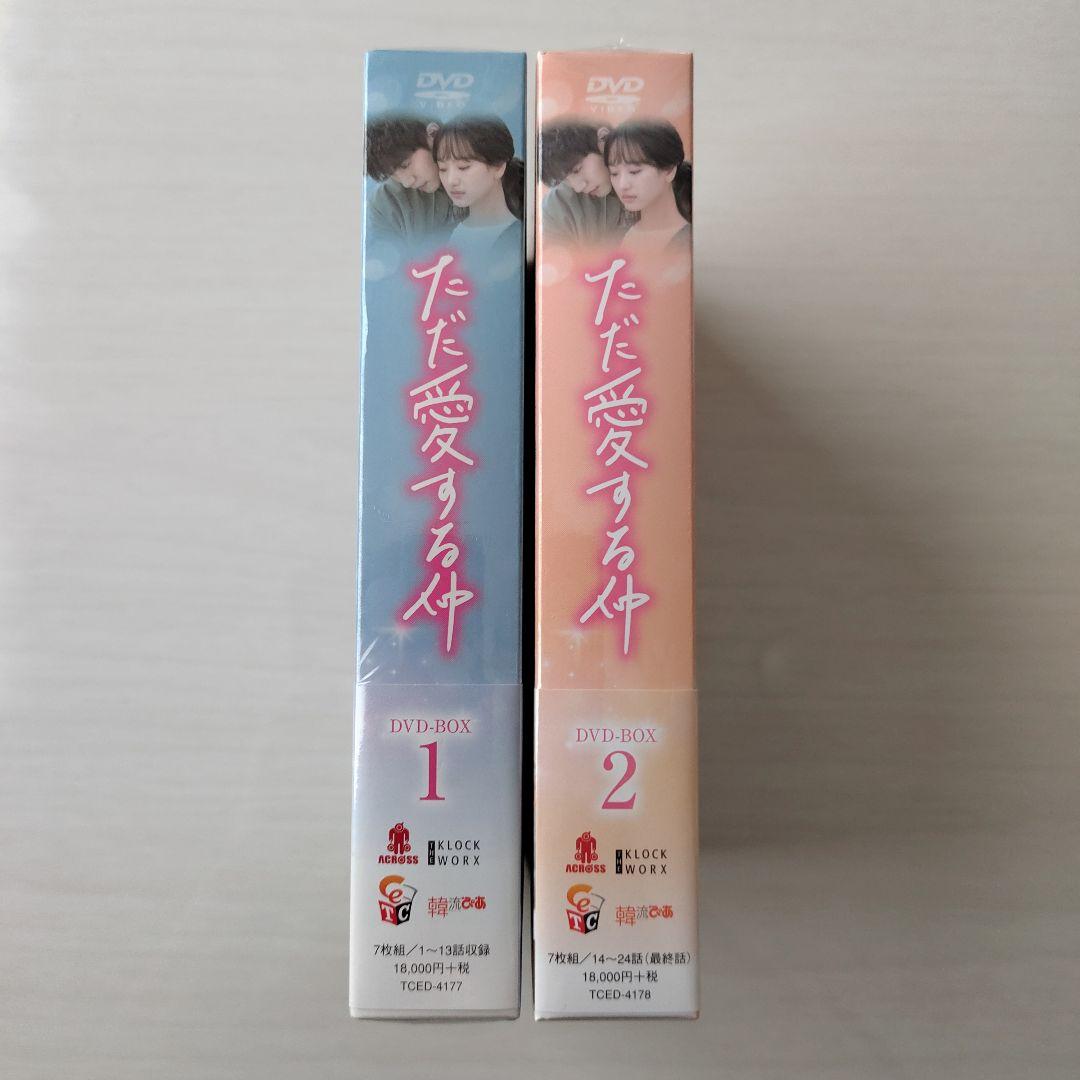 DVD
VIDEO
ただ愛する仲
DVD-BOX
1
ACROSS
THE KLOCK
WORX
CeTC
韓流ぴあ
7枚組/1〜13話収録
18,000円+税
TCED-4177
DVD
VIDEO
ただ愛する仲
DVD-BOX
2
ACROSS
THE KLOCK
WORX
CeTC
韓流ぴあ
7枚組/14〜24話(最終話)
18,000円+税
TCED-4178